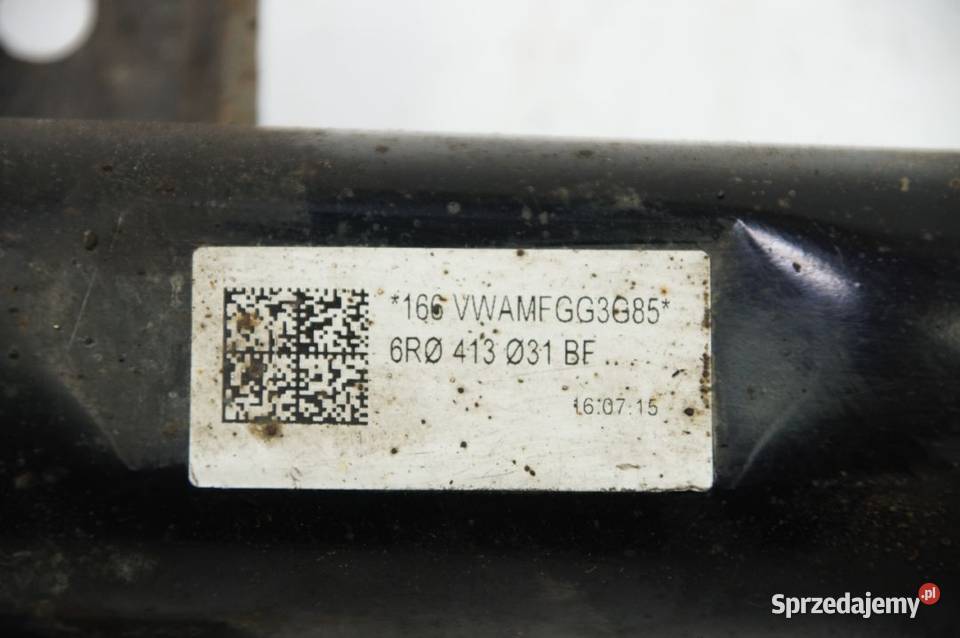 *166 VWAMFGG3G85*
6RØ 413 Ø31 BF ...
16:07:15
Sprzedajemy.pl